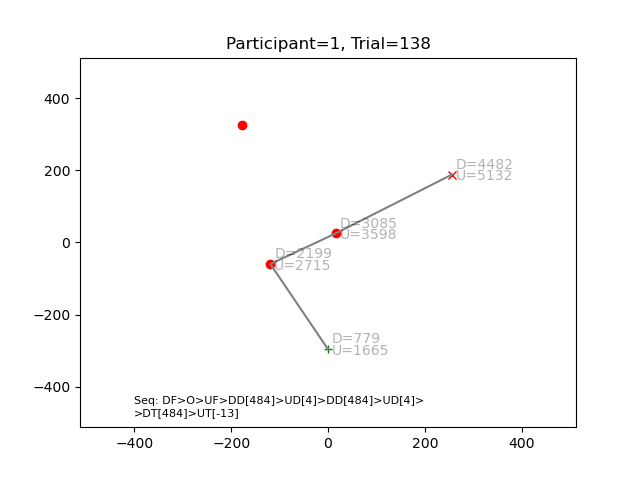 Participant=1, Trial=138
400
200
0
−200
−400
−400
−200
0
200
400
D=4482
U=5132
D=3085
U=3598
D=2199
U=2715
D=779
U=1665
Seq: DF>O>UF>DD[484]>UD[4]>DD[484]>UD[4]>
>DT[484]>UT[-13]